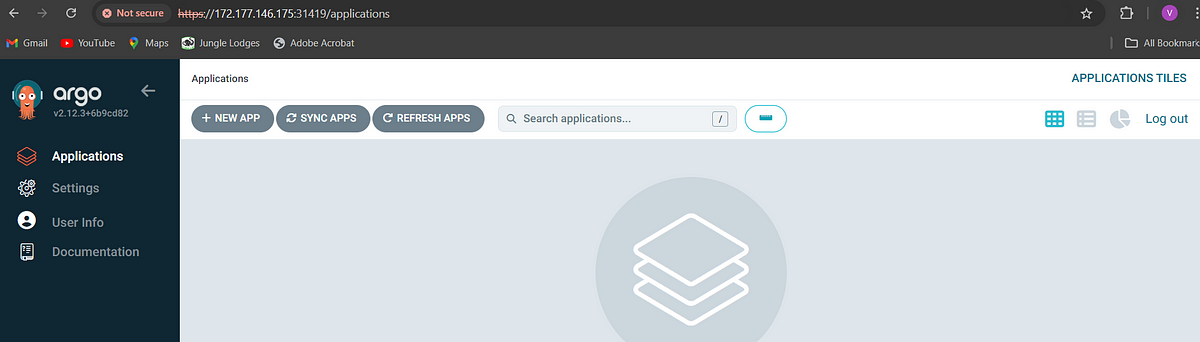 Not secure https://172.177.146.175:31419/applications V
Gmail YouTube Maps Jungle Lodges Adobe Acrobat All Bookmark
argo
v2.12.3+6b9cd82
Applications
Settings
User Info
Documentation
Applications APPLICATIONS TILES
+ NEW APP SYNC APPS REFRESH APPS Search applications... / Log out